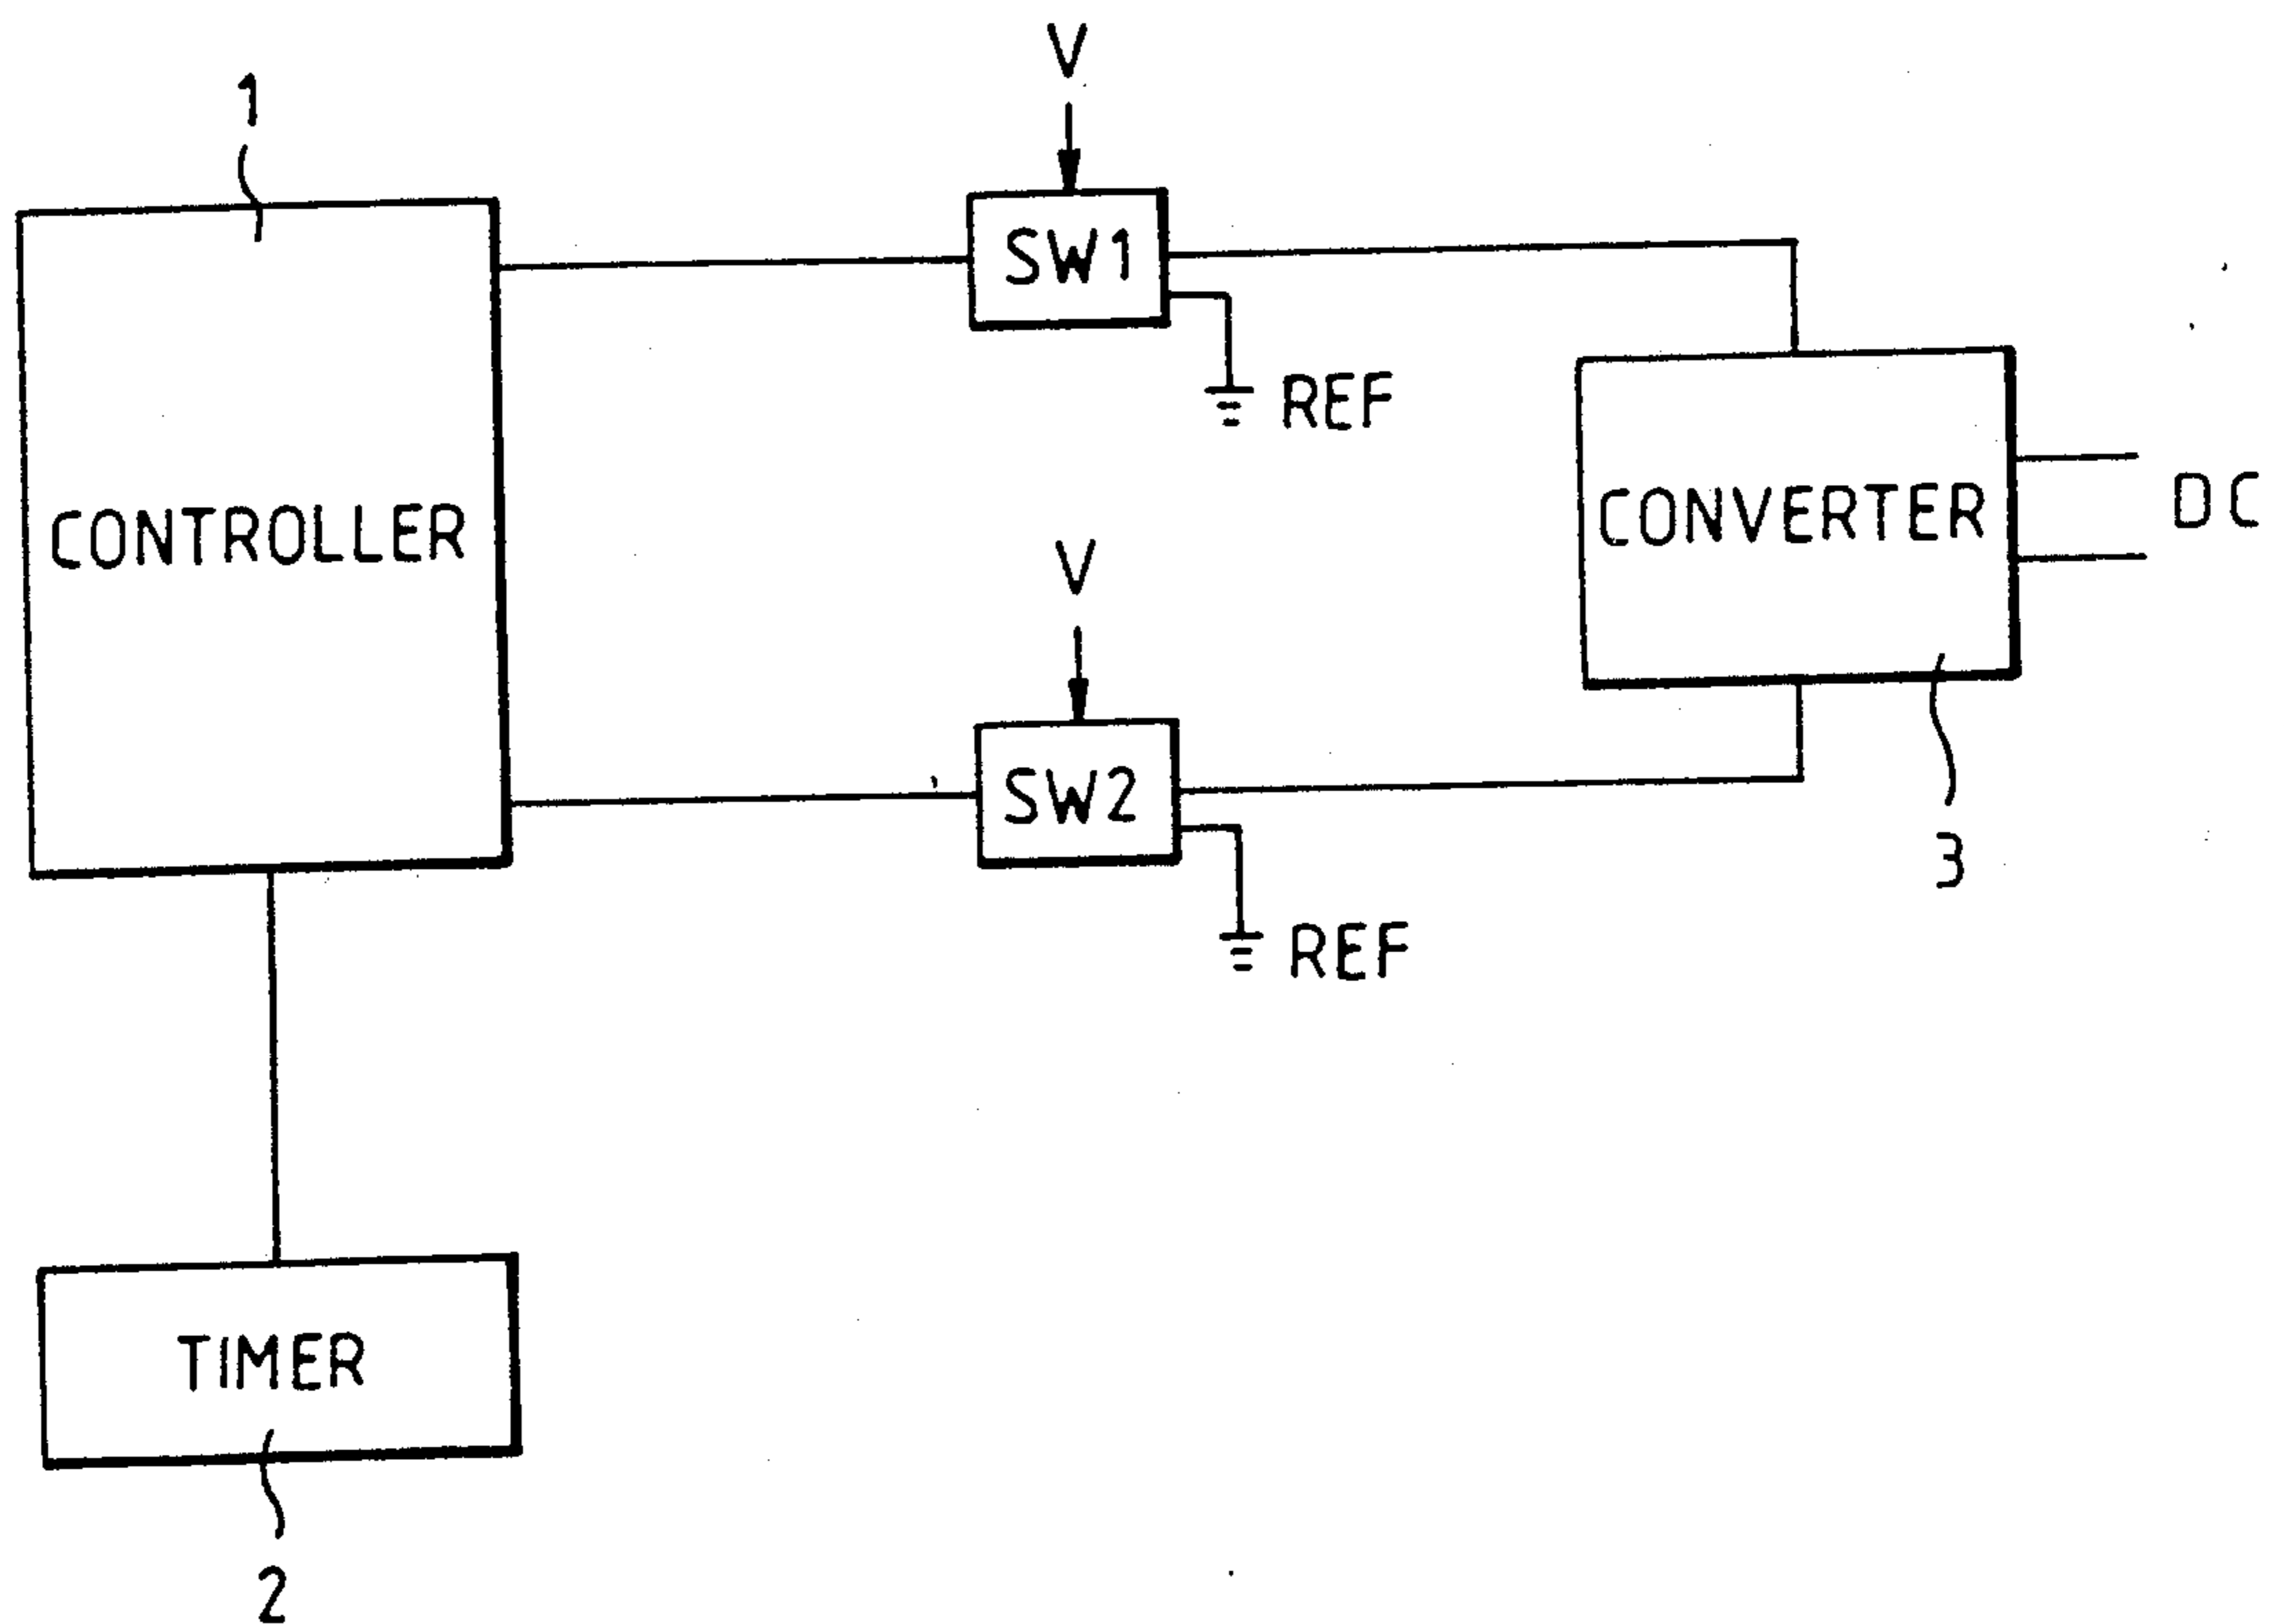 V
1
SW1
REF
CONTROLLER
CONVERTER
DC
V
SW2
3
REF
TIMER
2